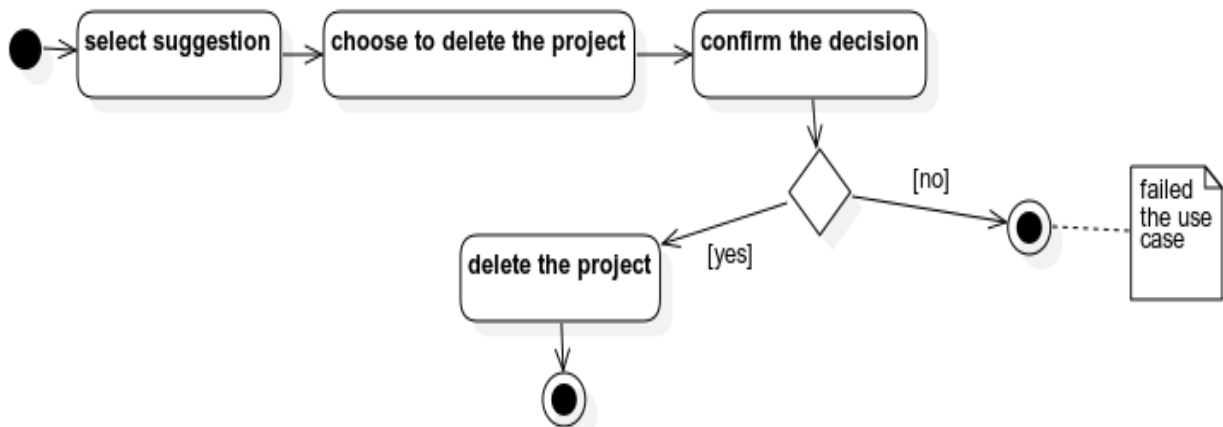 select suggestion
choose to delete the project
confirm the decision
[no]
failed
the use
case
[yes]
delete the project